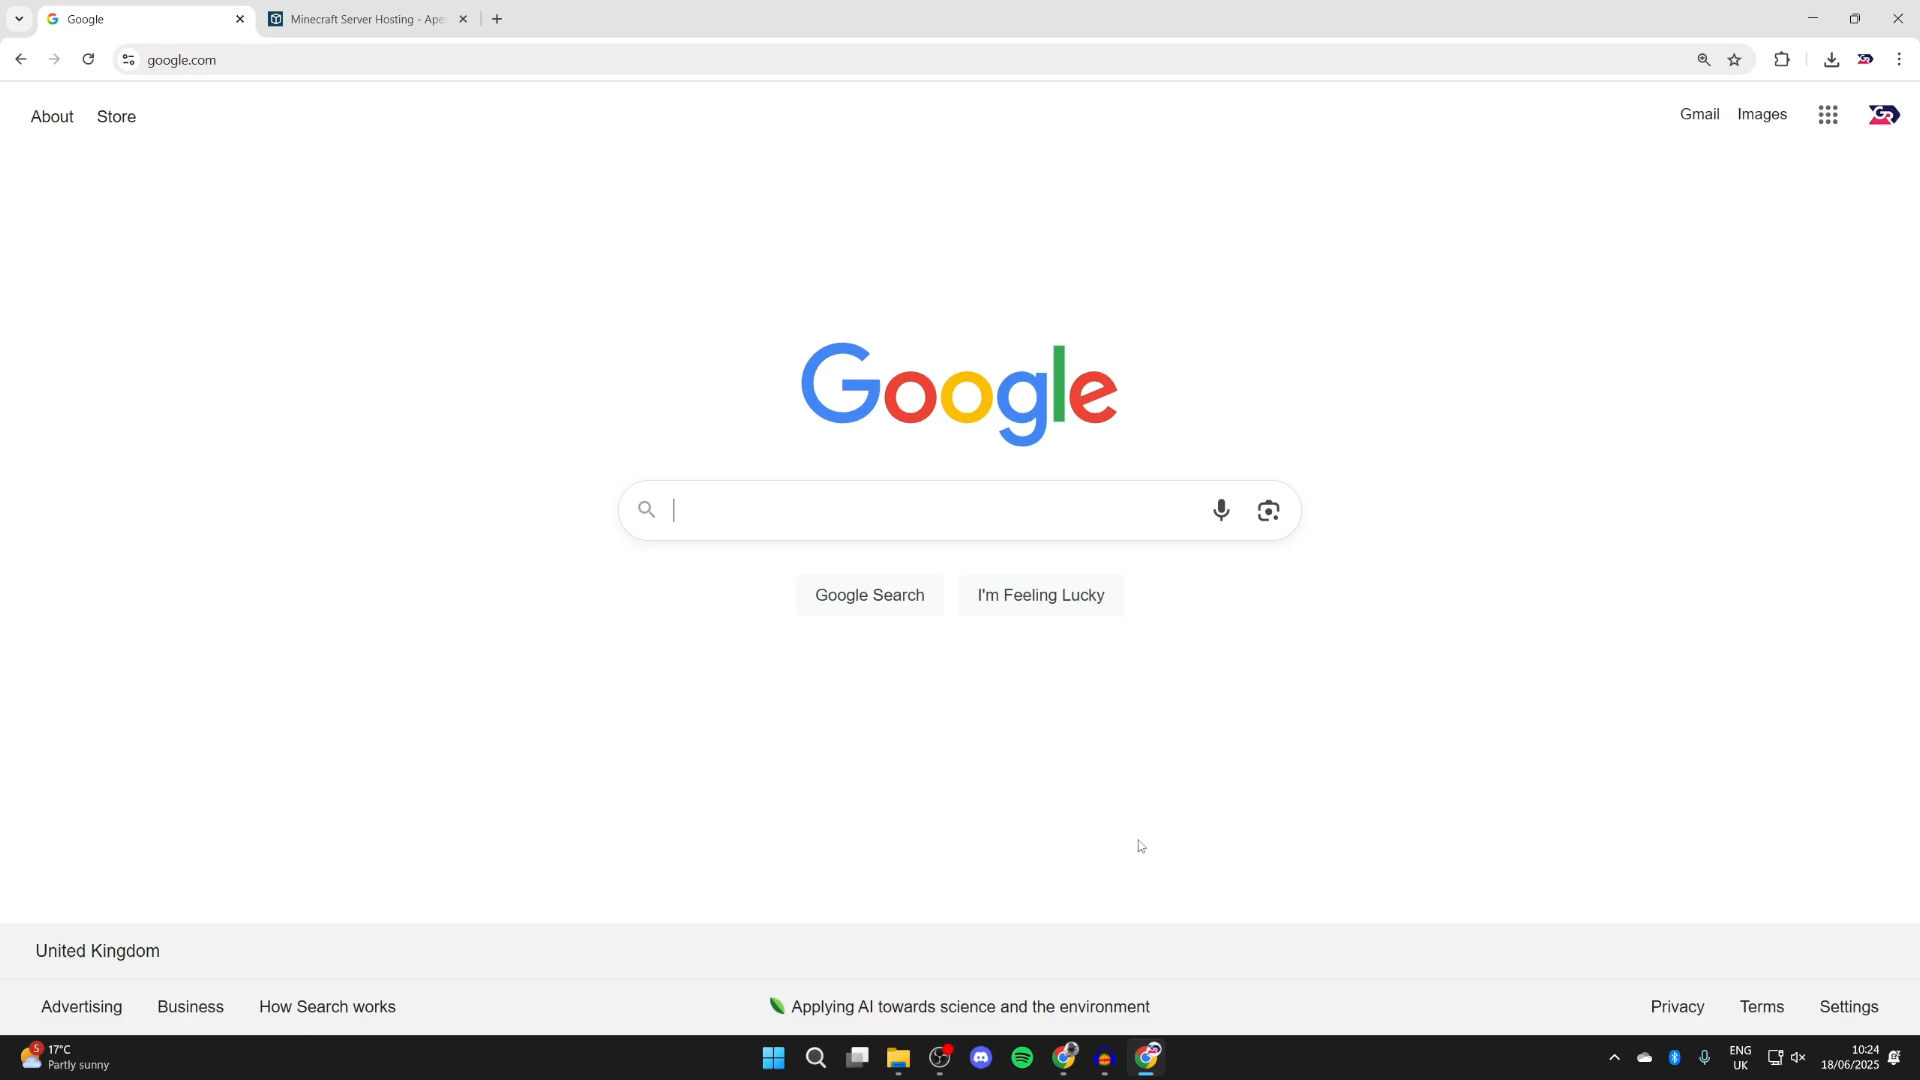 Google
Minecraft Server Hosting - Ape
google.com
About
Store
Gmail
Images
Google
Google Search
I'm Feeling Lucky
United Kingdom
Advertising
Business
How Search works
Applying AI towards science and the environment
Privacy
Terms
Settings
5
17°C
Partly sunny
ENG
UK
10:24
18/06/2025